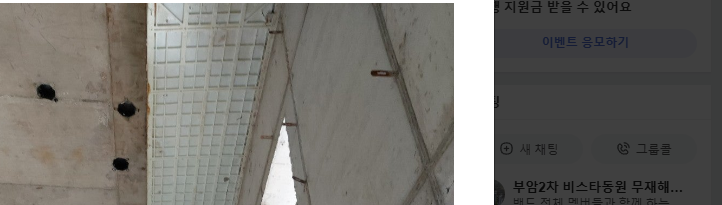 지원금 받을 수 있어요
이벤트 응모하기
새 채팅
그룹콜
부암2차 비스타동원 무재해...